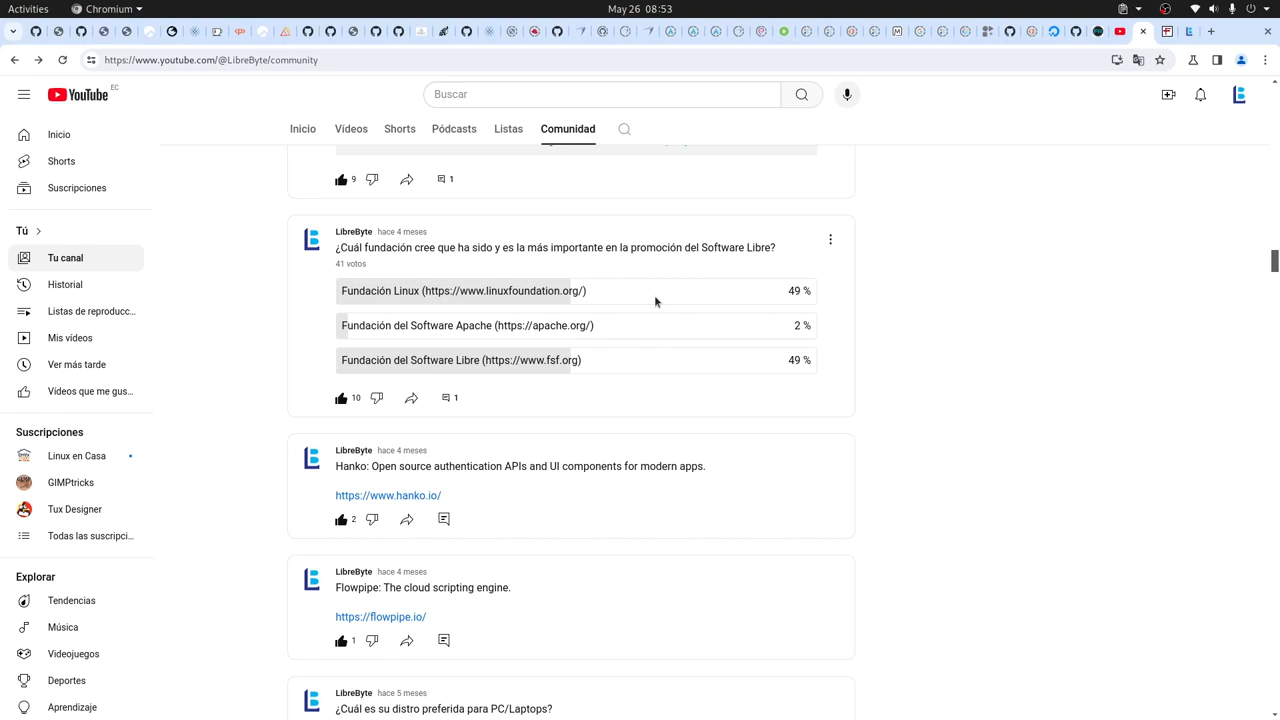 Activities
Chromium
May 26 08:53
https://www.youtube.com/@LibreByte/community
YouTube
EC
Buscar
Inicio
Vídeos
Shorts
Pódcasts
Listas
Comunidad
Inicio
Shorts
Suscripciones
Tú
Tu canal
Historial
Listas de reproducc...
Mis vídeos
Ver más tarde
Vídeos que me gus...
Suscripciones
Linux en Casa
GIMPtricks
Tux Designer
Todas las suscripci...
Explorar
Tendencias
Música
Videojuegos
Deportes
Aprendizaje
9
1
LibreByte hace 4 meses
¿Cuál fundación cree que ha sido y es la más importante en la promoción del Software Libre?
41 votos
Fundación Linux (https://www.linuxfoundation.org/) 49 %
Fundación del Software Apache (https://apache.org/) 2 %
Fundación del Software Libre (https://www.fsf.org) 49 %
10
1
LibreByte hace 4 meses
Hanko: Open source authentication APIs and UI components for modern apps.
https://www.hanko.io/
2
LibreByte hace 4 meses
Flowpipe: The cloud scripting engine.
https://flowpipe.io/
1
LibreByte hace 5 meses
¿Cuál es su distro preferida para PC/Laptops?